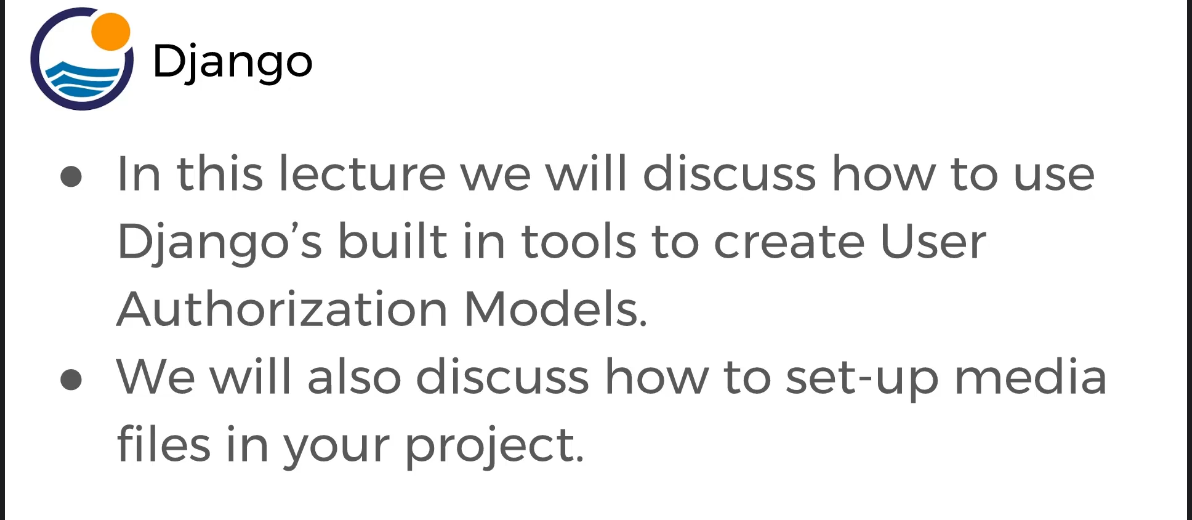 Django
● In this lecture we will discuss how to use
Django’s built in tools to create User
Authorization Models.
● We will also discuss how to set-up media
files in your project.